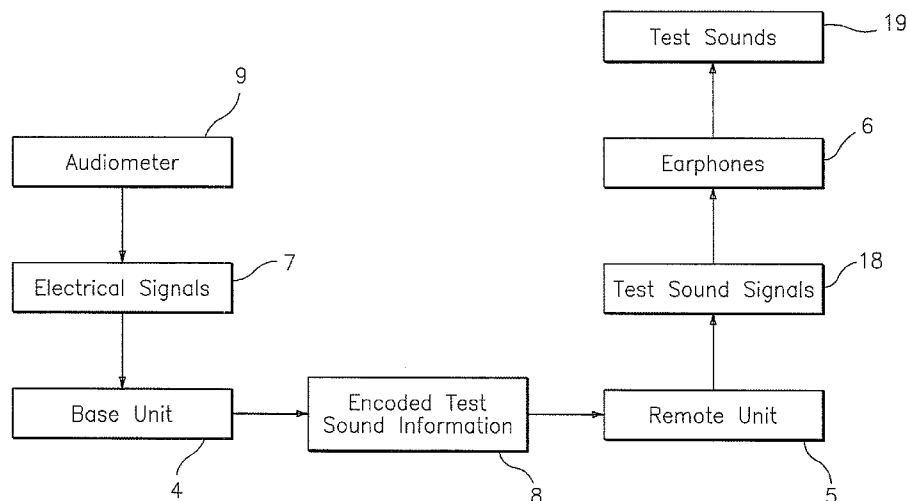 19
Test Sounds
9
6
Audiometer
Earphones
7
18
Electrical Signals
Test Sound Signals
Base Unit
Encoded Test
Sound Information
Remote Unit
4
8
5